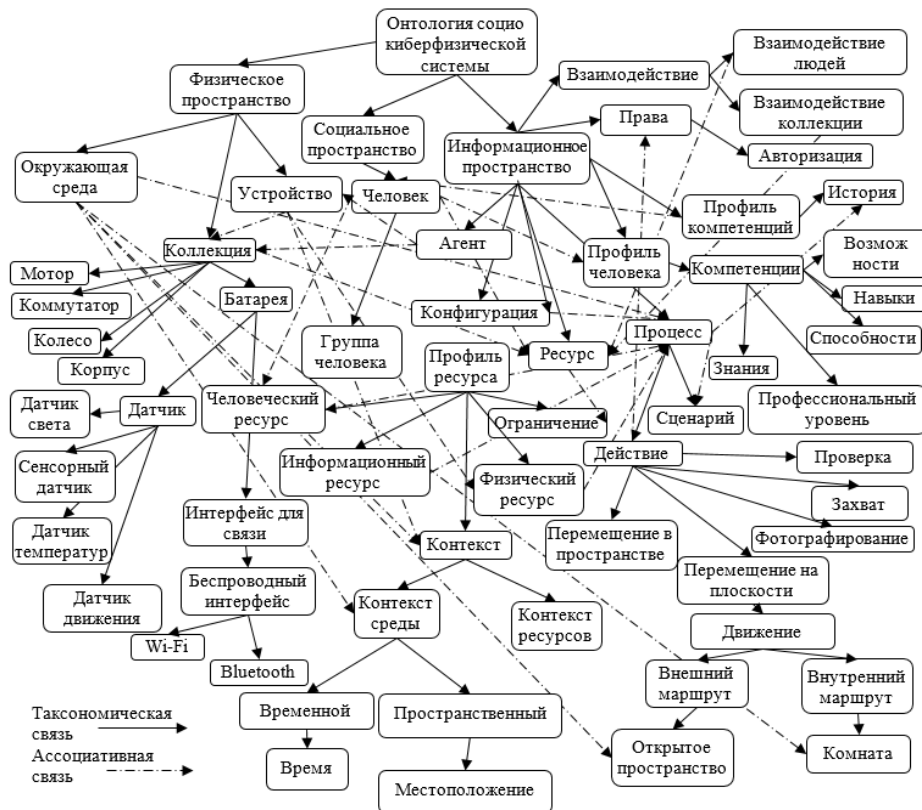 Онтология социо
киберфизической
системы
Физическое
пространство
Взаимодействие
Взаимодействие
людей
Взаимодействие
коллекции
Социальное
пространство
Информационное
пространство
Права
Авторизация
Окружающая
среда
Устройство
Человек
Профиль
компетенций
История
Коллекция
Агент
Профиль
человека
Компетенции
Возмож
ности
Мотор
Коммутатор
Батарея
Конфигурация
Навыки
Колесо
Корпус
Группа
человека
Профиль
ресурса
Ресурс
Процесс
Способности
Знания
Датчик
света
Датчик
Человеческий
ресурс
Ограничение
Сценарий
Профессиональный
уровень
Сенсорный
датчик
Информационный
ресурс
Физический
ресурс
Действие
Проверка
Захват
Датчик
температур
Интерфейс для
связи
Контекст
Перемещение в
пространстве
Фотографирование
Датчик
движения
Беспроводный
интерфейс
Контекст
среды
Контекст
ресурсов
Перемещение на
плоскости
Движение
Wi-Fi
Bluetooth
Внешний
маршрут
Внутренний
маршрут
Таксономическая
связь
Временной
Пространственный
Ассоциативная
связь
Время
Местоположение
Открытое
пространство
Комната